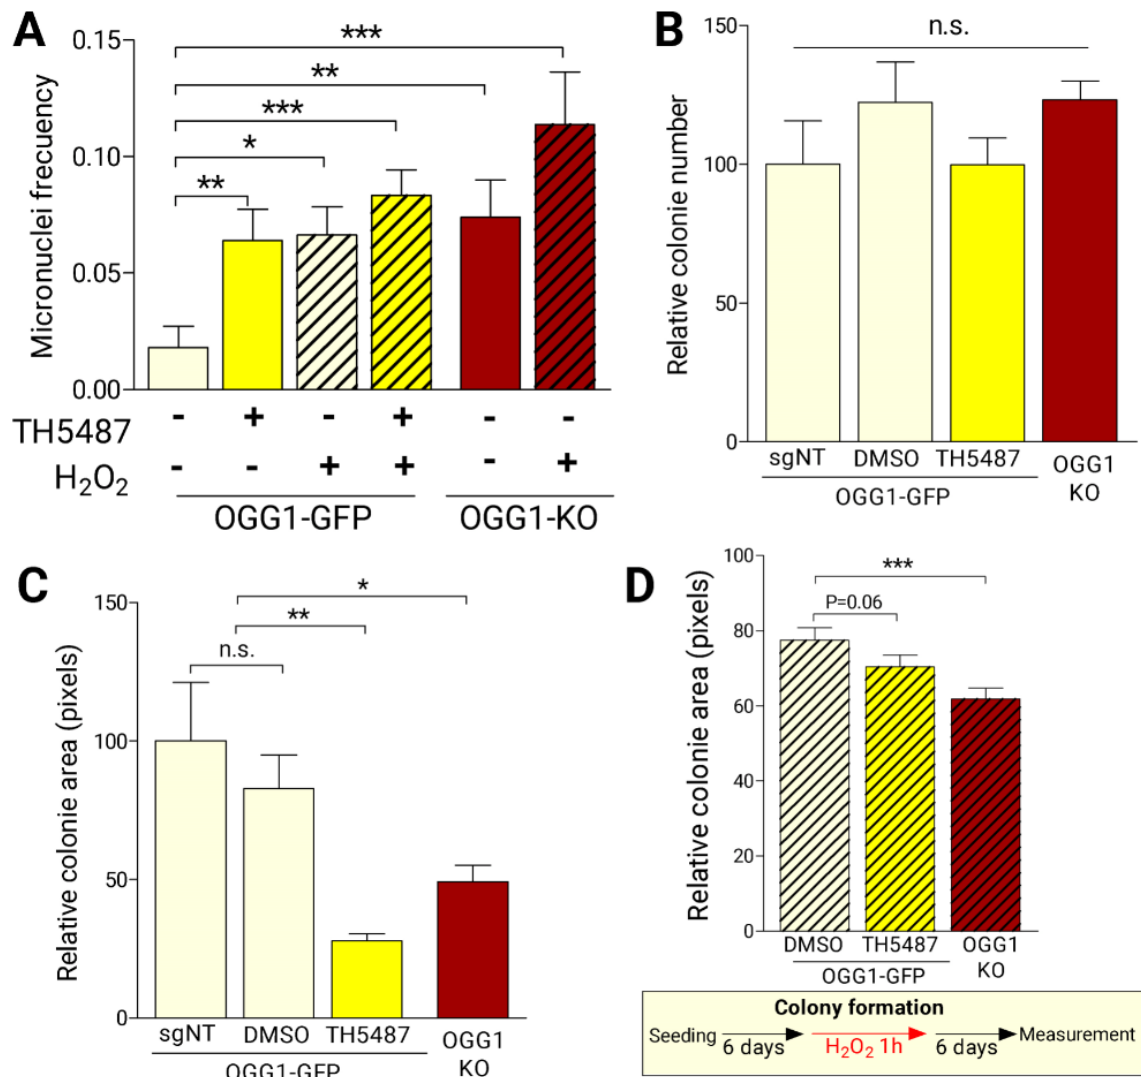 A
Micronuclei frecuency
0.15
0.10
0.05
0.00
***
**
***
*
**
TH5487 - + - + - -
H₂O₂ - - + + - +
OGG1-GFP OGG1-KO
B
Relative colonie number
150
100
50
0
n.s.
sgNT DMSO TH5487 OGG1
KO
OGG1-GFP
C
Relative colonie area (pixels)
150
100
50
0
*
**
n.s.
sgNT DMSO TH5487 OGG1
KO
OGG1-GFP
D
Relative colonie area (pixels)
100
80
60
40
20
0
***
P=0.06
DMSO TH5487 OGG1
KO
OGG1-GFP
Colony formation
Seeding 6 days H₂O₂ 1h 6 days Measurement